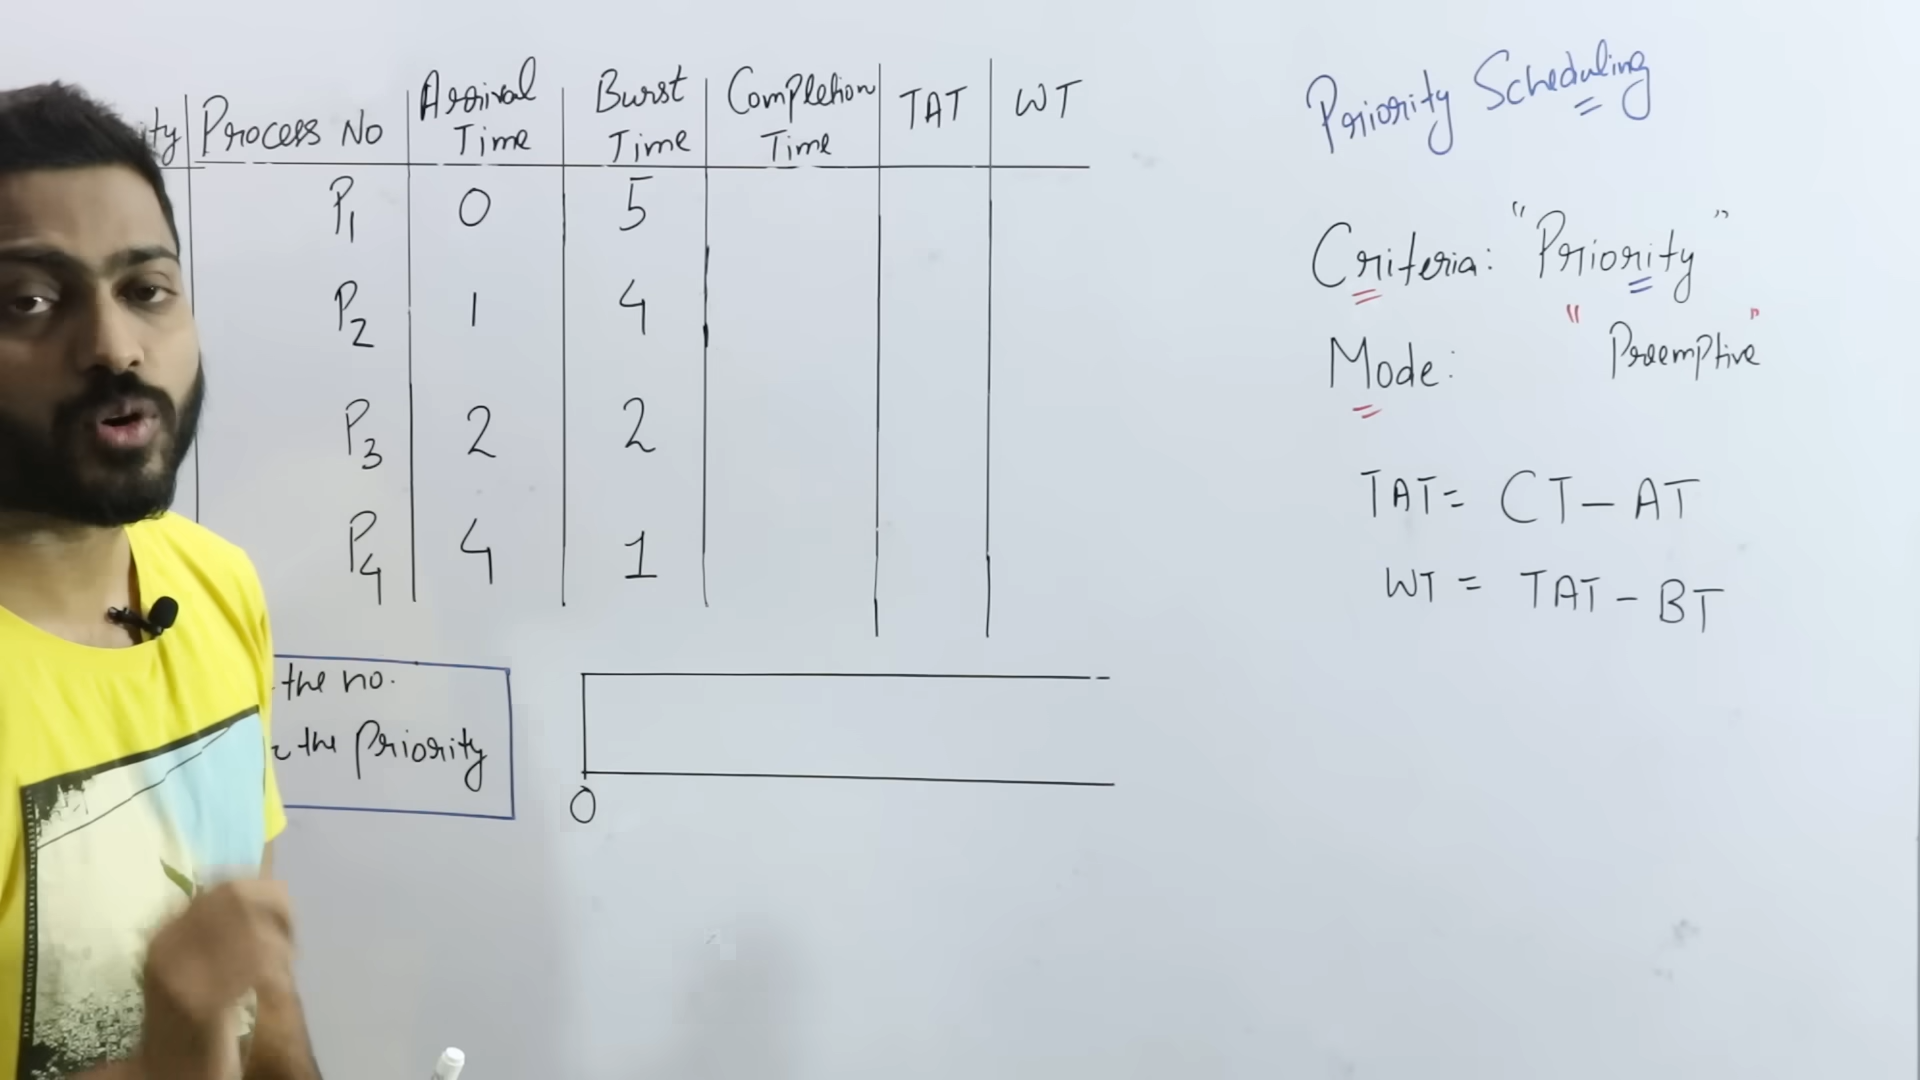 Process No Arrival Time Burst Time Completion Time TAT WT
P1 0 5
P2 1 4
P3 2 2
P4 4 1
the no.
the Priority
0
Priority Scheduling
Criteria: "Priority"
Mode: "Preemptive"
TAT = CT - AT
WT = TAT - BT